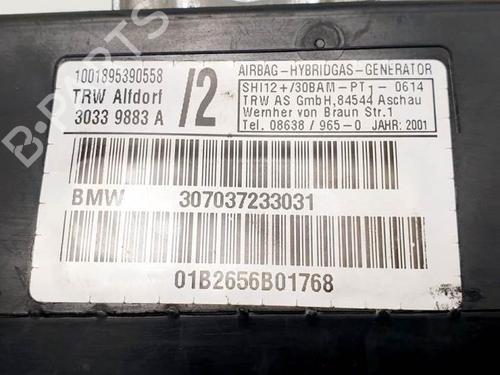 1001895390558
TRW Alfdorf
3033 9883 A
/2
AIRBAG-HYBRIDGAS-GENERATOR
SHI12+/30BAM-PT1- 0614
TRW AS GmbH,84544 Aschau
Wernher von Braun Str.1
Tel. 08638/ 965-0 JAHR: 2001
BMW 307037233031
01B2656B01768
B-PARTS